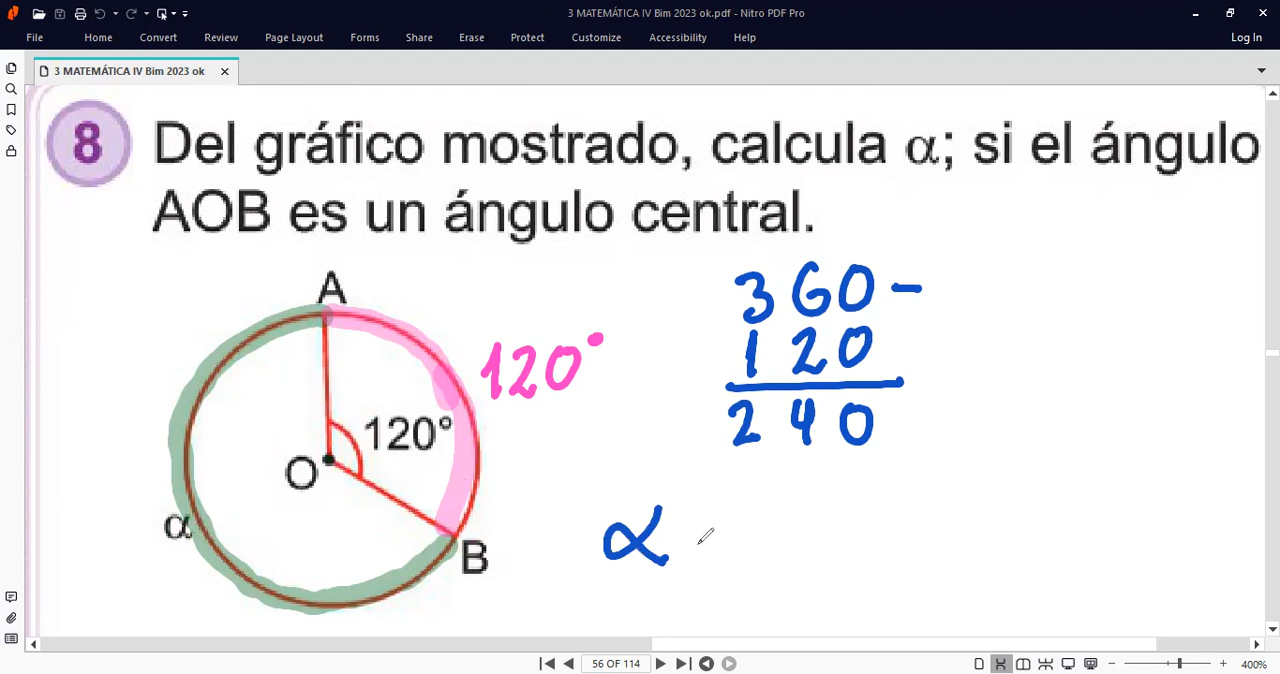 3 MATEMÁTICA IV Bim 2023 ok.pdf - Nitro PDF Pro
File Home Convert Review Page Layout Forms Share Erase Protect Customize Accessibility Help Log In
3 MATEMÁTICA IV Bim 2023 ok
8 Del gráfico mostrado, calcula α; si el ángulo
AOB es un ángulo central.
A
120°
120°
O
α
B
360-
120
240
α
56 OF 114
400%